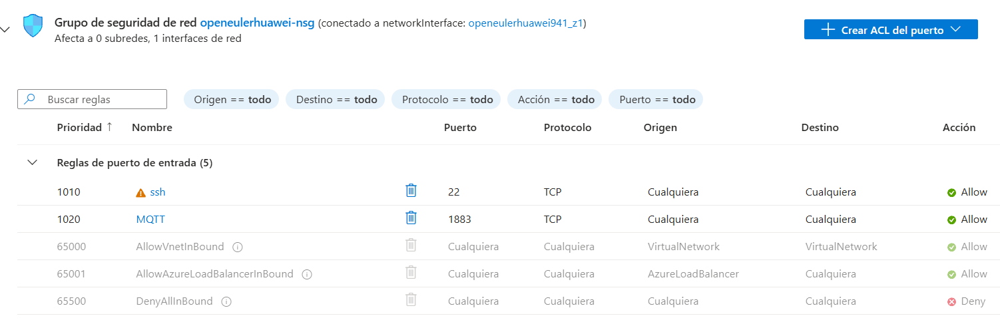 Grupo de seguridad de red openeulerhuawei-nsg (conectado a networkInterface: openeulerhuawei941_z1)
Afecta a 0 subredes, 1 interfaces de red
Crear ACL del puerto
Buscar reglas
Origen == todo
Destino == todo
Protocolo == todo
Acción == todo
Puerto == todo
Prioridad ↑ Nombre Puerto Protocolo Origen Destino Acción
Reglas de puerto de entrada (5)
1010 ssh 22 TCP Cualquiera Cualquiera Allow
1020 MQTT 1883 TCP Cualquiera Cualquiera Allow
65000 AllowVnetInBound Cualquiera Cualquiera VirtualNetwork VirtualNetwork Allow
65001 AllowAzureLoadBalancerInBound Cualquiera Cualquiera AzureLoadBalancer Cualquiera Allow
65500 DenyAllInBound Cualquiera Cualquiera Cualquiera Cualquiera Deny